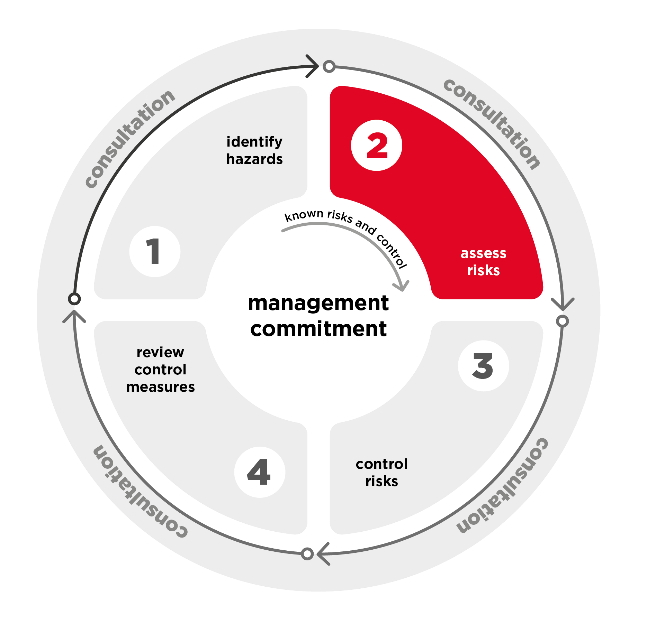 consultation
consultation
identify
hazards
1
2
assess
risks
known risks and control
management
commitment
review
control
measures
4
3
control
risks
consultation
consultation